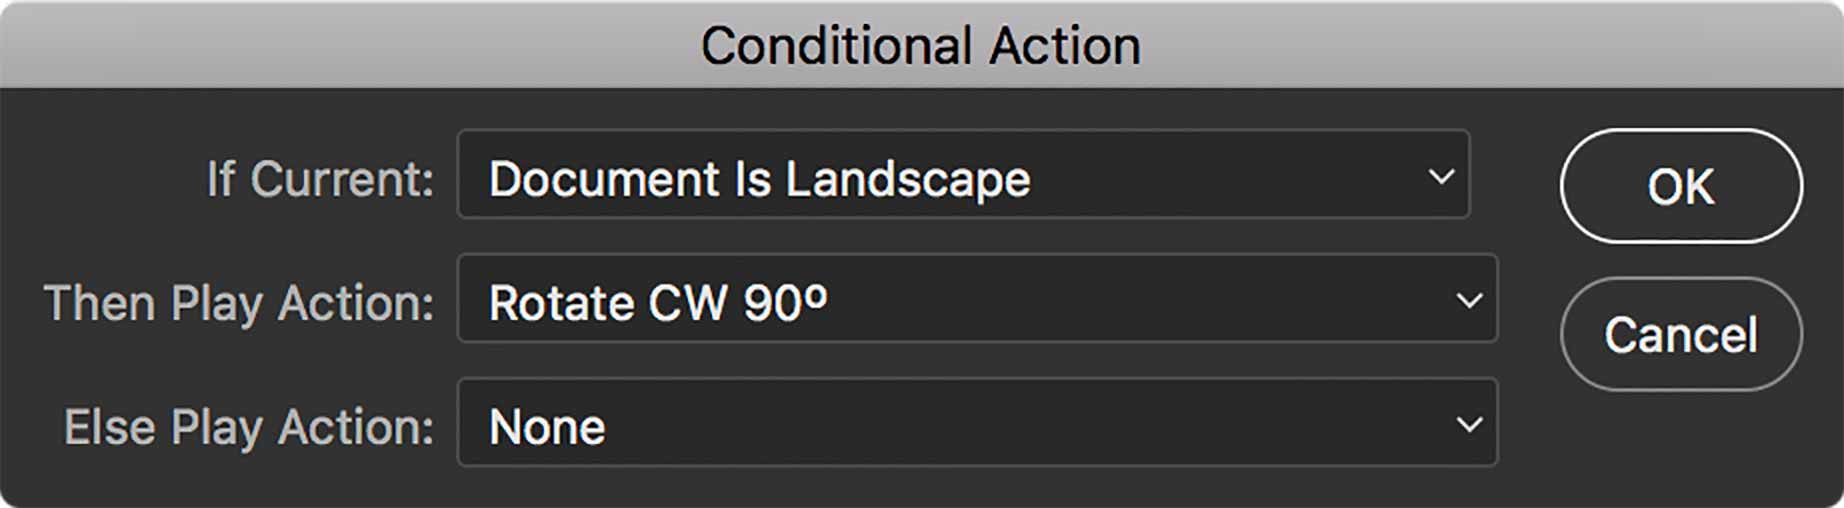 Conditional Action
If Current: Document Is Landscape
OK
Then Play Action: Rotate CW 90º
Cancel
Else Play Action: None